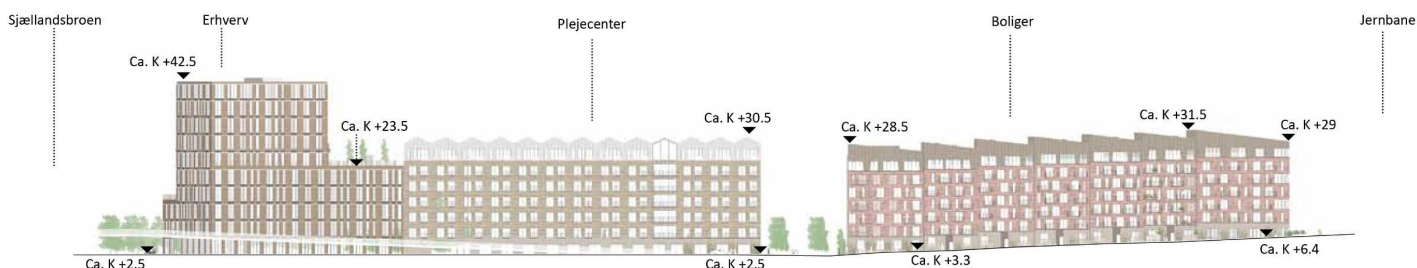 Sjællandsbroen
Erhverv
Plejecenter
Boliger
Jernbane
Ca. K +42.5
Ca. K +23.5
Ca. K +30.5
Ca. K +28.5
Ca. K +31.5
Ca. K +29
Ca. K +2.5
Ca. K +2.5
Ca. K +3.3
Ca. K +6.4